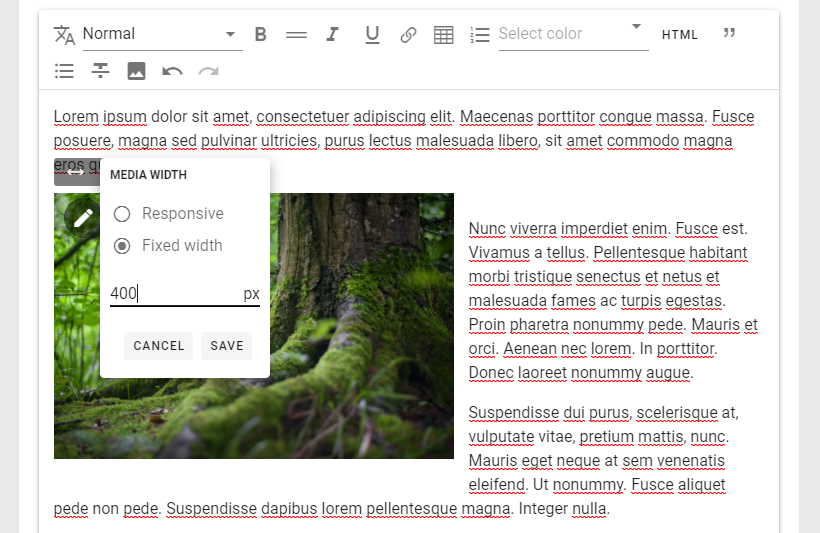 Normal
Select color
HTML
Lorem ipsum dolor sit amet, consectetuer adipiscing elit. Maecenas porttitor congue massa. Fusce
posuere, magna sed pulvinar ultricies, purus lectus malesuada libero, sit amet commodo magna
eros
MEDIA WIDTH
Responsive
Fixed width
400 px
CANCEL SAVE
Nunc viverra imperdiet enim. Fusce est.
Vivamus a tellus. Pellentesque habitant
morbi tristique senectus et netus et
malesuada fames ac turpis egestas.
Proin pharetra nonummy pede. Mauris et
orci. Aenean nec lorem. In porttitor.
Donec laoreet nonummy augue.
Suspendisse dui purus, scelerisque at,
vulputate vitae, pretium mattis, nunc.
Mauris eget neque at sem venenatis
eleifend. Ut nonummy. Fusce aliquet
pede non pede. Suspendisse dapibus lorem pellentesque magna. Integer nulla.